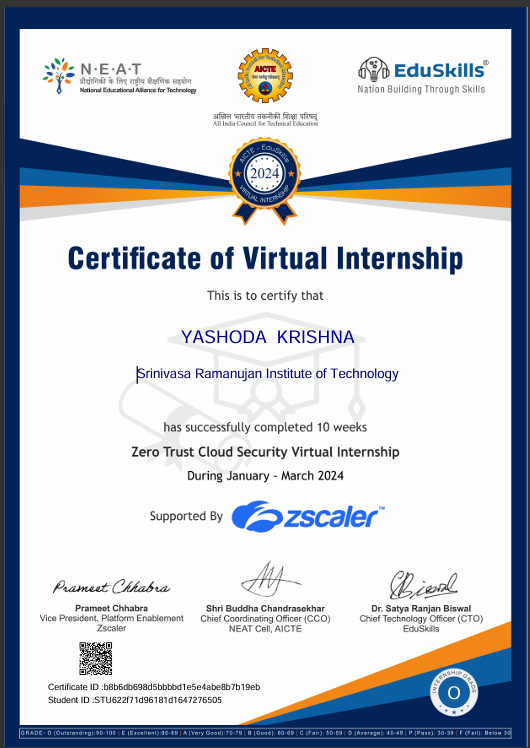 N·E·A·T
प्रौद्योगिकी के लिए राष्ट्रीय शैक्षणिक सहयोग
National Educational Alliance for Technology
AICTE
अखिल भारतीय तकनीकी शिक्षा परिषद्
All India Council for Technical Education
EduSkills®
Nation Building Through Skills
AICTE - EduSkills
2024
VIRTUAL INTERNSHIP
Certificate of Virtual Internship
This is to certify that
YASHODA KRISHNA
Srinivasa Ramanujan Institute of Technology
has successfully completed 10 weeks
Zero Trust Cloud Security Virtual Internship
During January - March 2024
Supported By zscaler™
Prameet Chhabra
Prameet Chhabra
Vice President, Platform Enablement
Zscaler
Shri Buddha Chandrasekhar
Chief Coordinating Officer (CCO)
NEAT Cell, AICTE
Biswal
Dr. Satya Ranjan Biswal
Chief Technology Officer (CTO)
EduSkills
Certificate ID :b8b6db698d5bbbbd1e5e4abe8b7b19eb
Student ID :STU622f71d96181d1647276505
INTERNSHIP GRADE
O
GRADE- O (Outstanding):90-100 | E (Excellent):80-89 | A (Very Good):70-79 | B (Good): 60-69 | C (Fair): 50-59 | D (Average): 40-49 | P (Pass): 30-39 | F (Fail): Below 30